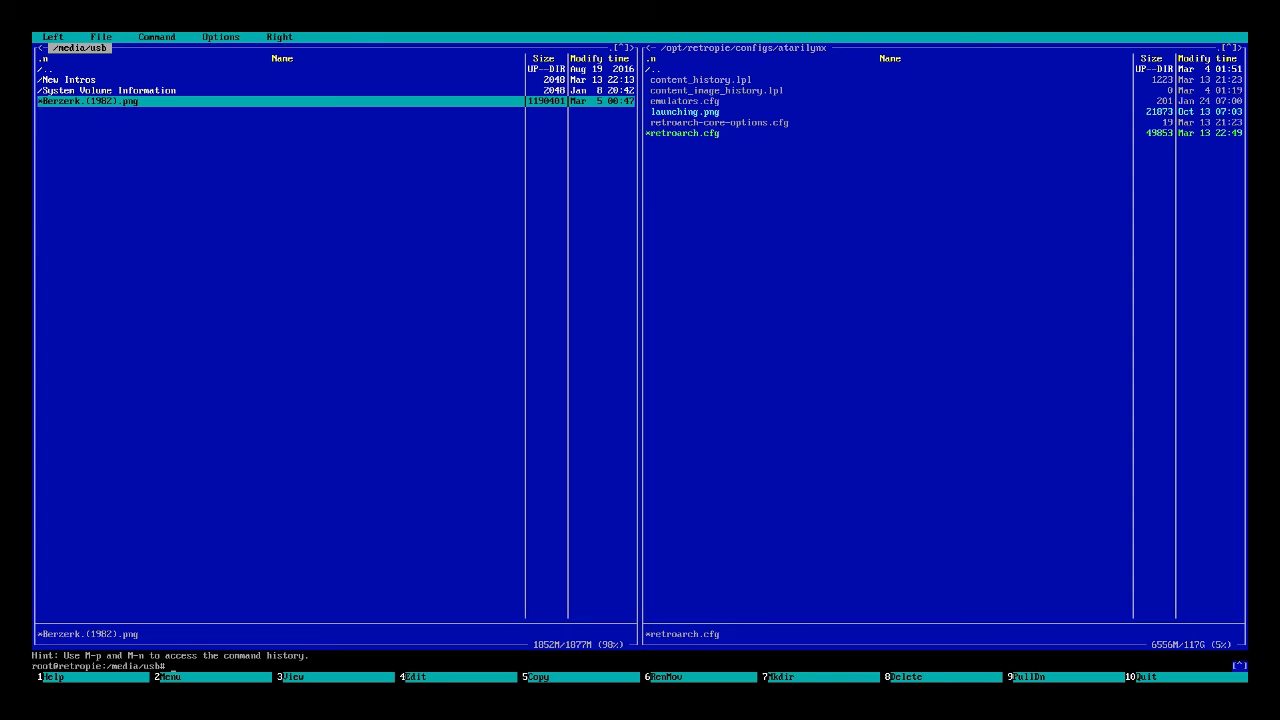 Left File Command Options Right
<─ /media/usb .[^]> <─ /opt/retropie/configs/atarilynx .[^]>
.n Name Size Modify time .n Name Size Modify time
/.. UP--DIR Aug 19 2016 /.. UP--DIR Mar 4 01:51
/New Intros 2048 Mar 13 22:13 content_history.lpl 1223 Mar 13 21:23
/System Volume Information 2048 Jan 8 20:42 content_image_history.lpl 0 Mar 4 01:19
*Berzerk.(1982).png 1190401 Mar 5 00:47 emulators.cfg 201 Jan 24 07:00
launching.png 21873 Oct 13 07:03
retroarch-core-options.cfg 19 Mar 13 21:23
*retroarch.cfg 49853 Mar 13 22:49
*Berzerk.(1982).png *retroarch.cfg
1852M/1877M (98%) 6556M/117G (5%)
Hint: Use M-p and M-n to access the command history.
root@retropie:/media/usb# _ [^]
1Help 2Menu 3View 4Edit 5Copy 6RenMov 7Mkdir 8Delete 9PullDn 10Quit